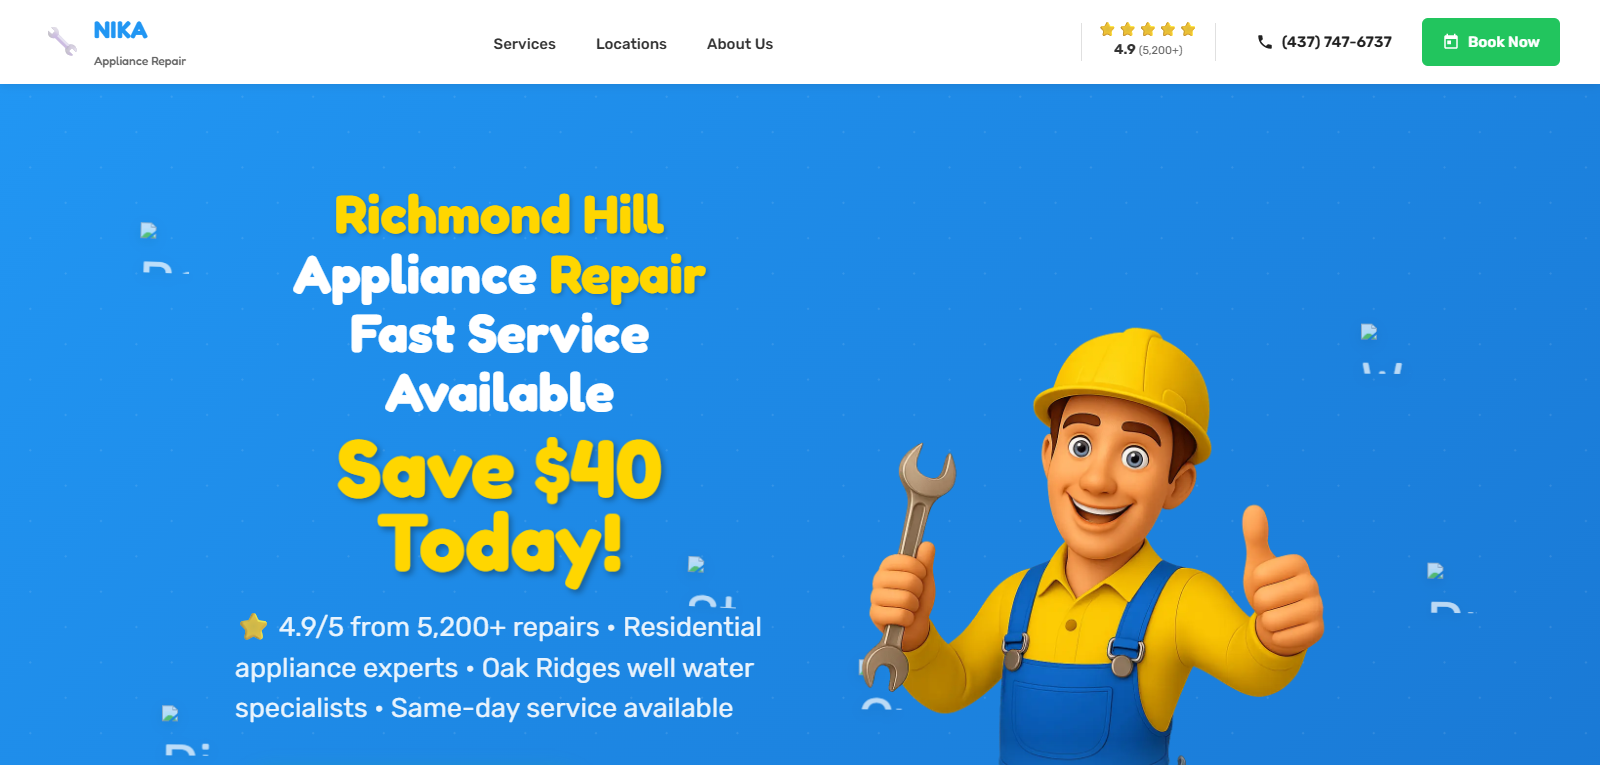 NIKA
Appliance Repair
Services
Locations
About Us
4.9 (5,200+)
(437) 747-6737
Book Now
Richmond Hill
Appliance Repair
Fast Service
Available
Save $40
Today!
4.9/5 from 5,200+ repairs • Residential
appliance experts • Oak Ridges well water
specialists • Same-day service available